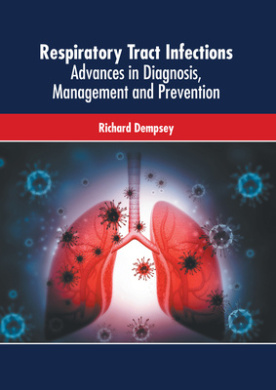 Respiratory Tract Infections
Advances in Diagnosis,
Management and Prevention
Richard Dempsey